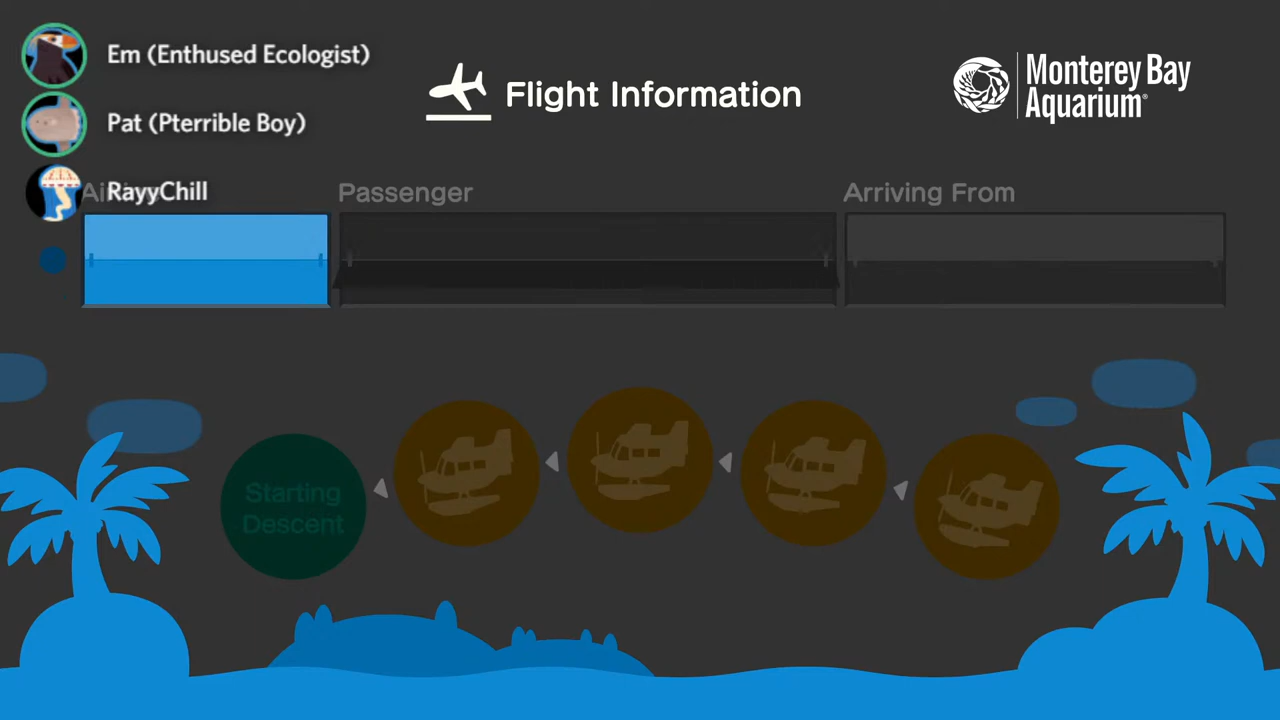 Em (Enthused Ecologist)
Flight Information
Monterey Bay
Aquarium®
Pat (Pterrible Boy)
RayyChill
Passenger
Arriving From
Starting
Descent